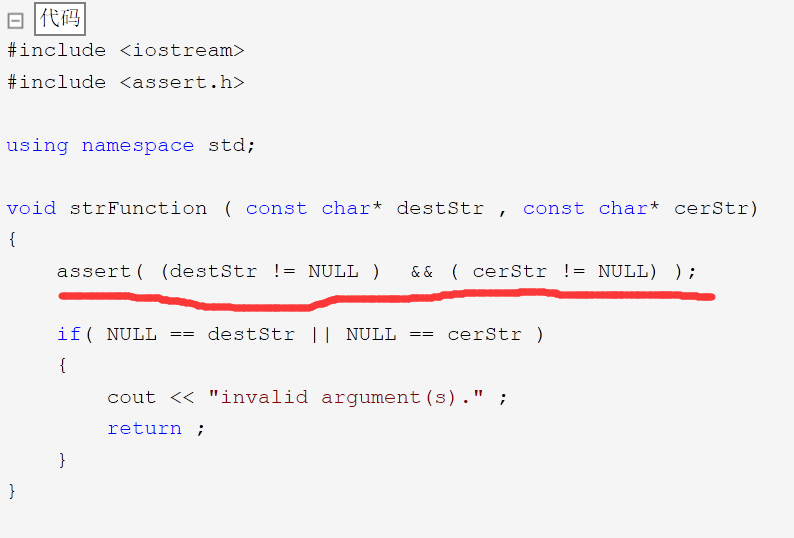 代码
#include <iostream>
#include <assert.h>
using namespace std;
void strFunction ( const char* destStr , const char* cerStr)
{
    assert( (destStr != NULL )  && ( cerStr != NULL) );
    if( NULL == destStr || NULL == cerStr )
    {
        cout << "invalid argument(s)." ;
        return ;
    }
}